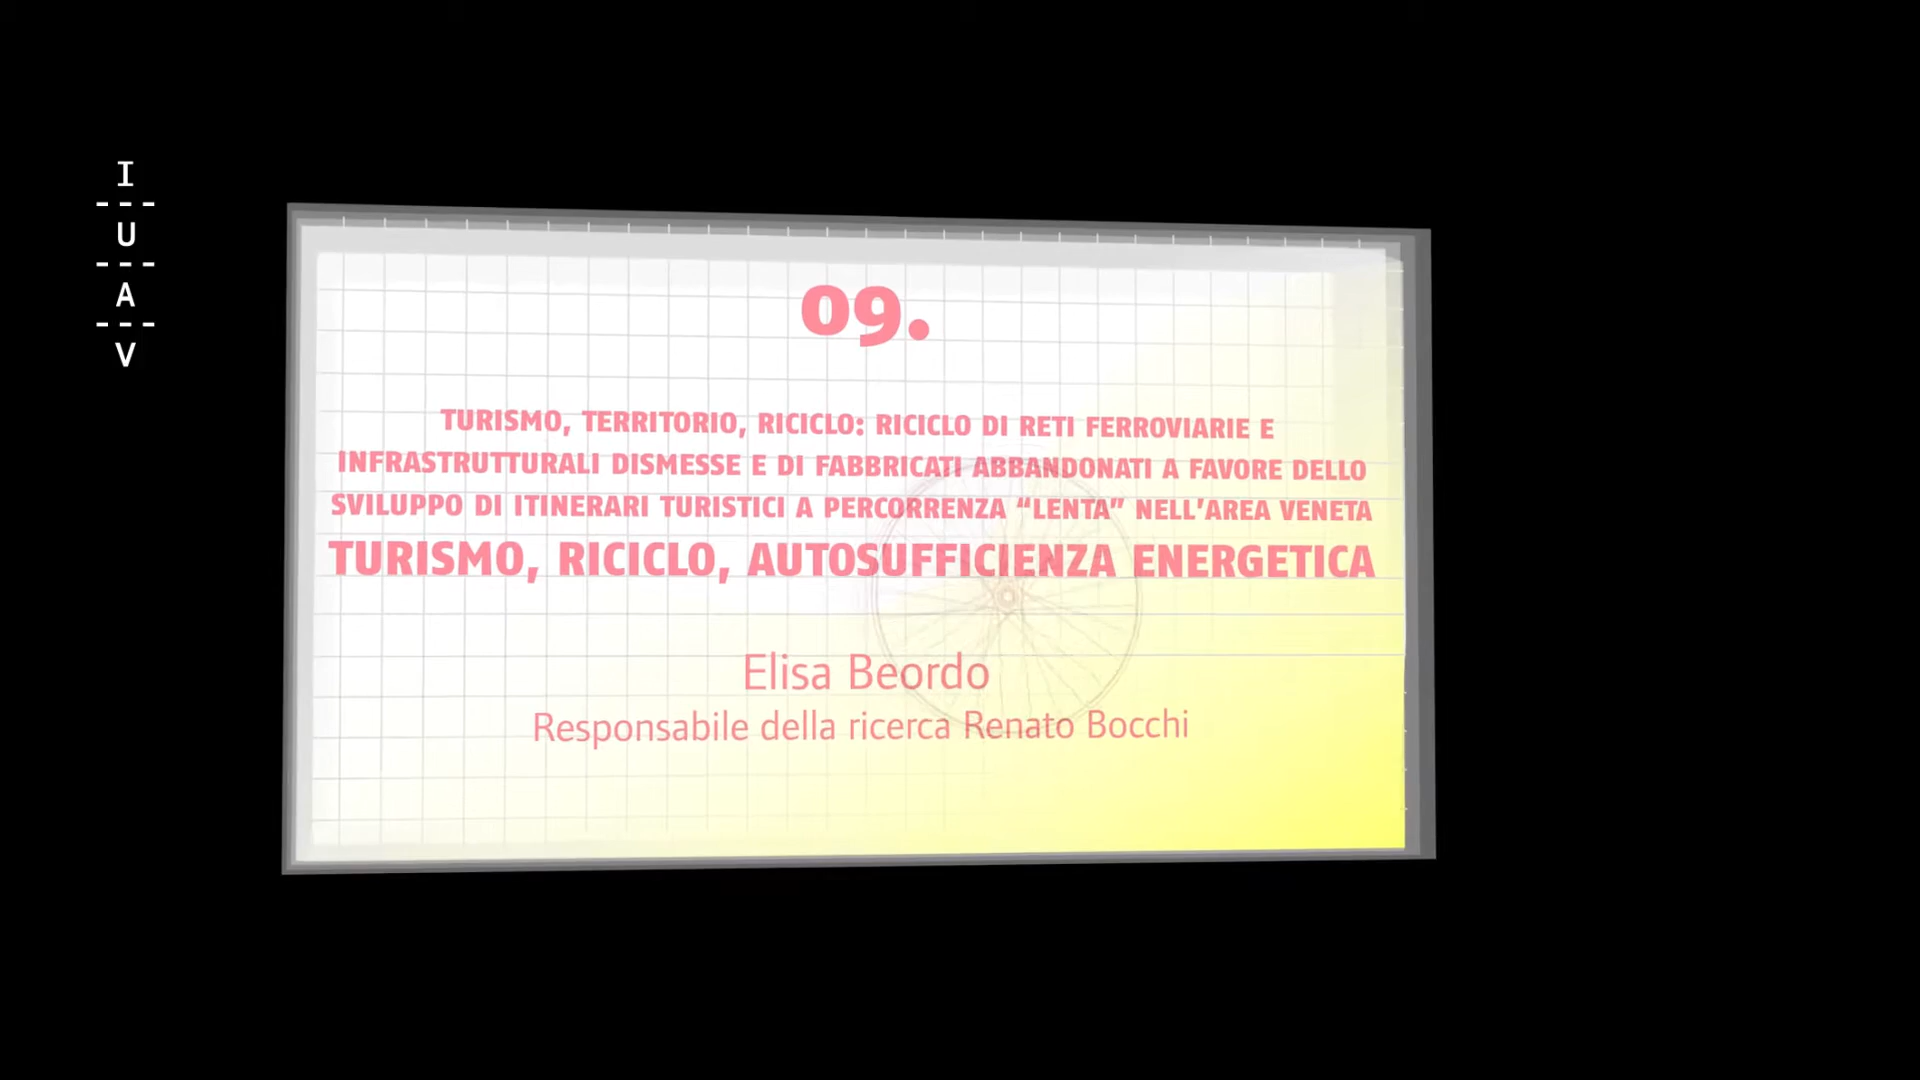 I
---
U
---
A
---
V
09.
TURISMO, TERRITORIO, RICICLO: RICICLO DI RETI FERROVIARIE E
INFRASTRUTTURALI DISMESSE E DI FABBRICATI ABBANDONATI A FAVORE DELLO
SVILUPPO DI ITINERARI TURISTICI A PERCORRENZA “LENTA” NELL’AREA VENETA
TURISMO, RICICLO, AUTOSUFFICIENZA ENERGETICA
Elisa Beordo
Responsabile della ricerca Renato Bocchi